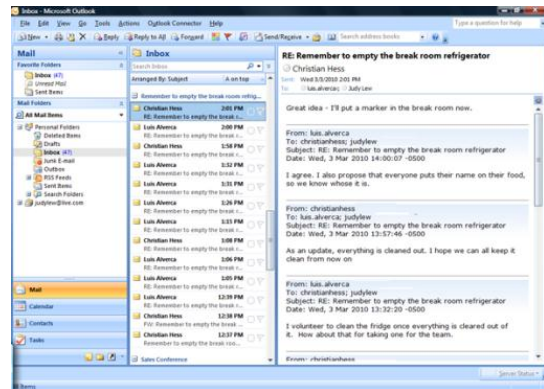 Inbox - Microsoft Outlook
File Edit View Go Tools Actions Outlook Connector Help
Type a question for help
New
Reply
Reply to All
Forward
Send/Receive
Search address books
Mail
Favorite Folders
Inbox (47)
Unread Mail
Sent Items
Mail Folders
All Mail Items
Personal Folders
Deleted Items
Drafts
Inbox (47)
Junk E-mail
Outbox
RSS Feeds
Sent Items
Search Folders
judylew@live.com
Mail
Calendar
Contacts
Tasks
Inbox
Search Inbox
Arranged By: Subject A on top
Remember to empty the break room refrig...
Christian Hess 2:01 PM
RE: Remember to empty the break r...
Luis Alverca 2:00 PM
RE: Remember to empty the break r...
Christian Hess 1:58 PM
RE: Remember to empty the break r...
Luis Alverca 1:32 PM
RE: Remember to empty the break r...
Luis Alverca 1:31 PM
RE: Remember to empty the break r...
Luis Alverca 1:26 PM
RE: Remember to empty the break r...
Luis Alverca 1:15 PM
RE: Remember to empty the break r...
Christian Hess 1:08 PM
RE: Remember to empty the break r...
Luis Alverca 1:06 PM
RE: Remember to empty the break r...
Luis Alverca 1:05 PM
RE: Remember to empty the break r...
Luis Alverca 12:39 PM
RE: Remember to empty the break r...
Christian Hess 12:38 PM
FW: Remember to empty the break ...
Christian Hess 12:37 PM
Remember to empty the break roo...
Sales Conference
RE: Remember to empty the break room refrigerator
Christian Hess
Sent: Wed 3/3/2010 2:01 PM
To: luis.alverca; Judy Lew
Great idea - I'll put a marker in the break room now.
From: luis.alverca
To: christianhess; judylew
Subject: RE: Remember to empty the break room refrigerator
Date: Wed, 3 Mar 2010 14:00:07 -0500
I agree. I also propose that everyone puts their name on their food,
so we know whose it is.
From: christianhess
To: luis.alverca; judylew
Subject: RE: Remember to empty the break room refrigerator
Date: Wed, 3 Mar 2010 13:57:46 -0500
As an update, everything is cleaned out. I hope we can all keep it
clean from now on
From: luis.alverca
To: christianhess; judylew
Subject: RE: Remember to empty the break room refrigerator
Date: Wed, 3 Mar 2010 13:32:20 -0500
I volunteer to clean the fridge once everything is cleared out of
it. How about that for taking one for the team.
From: christianhess
Server Status
Items